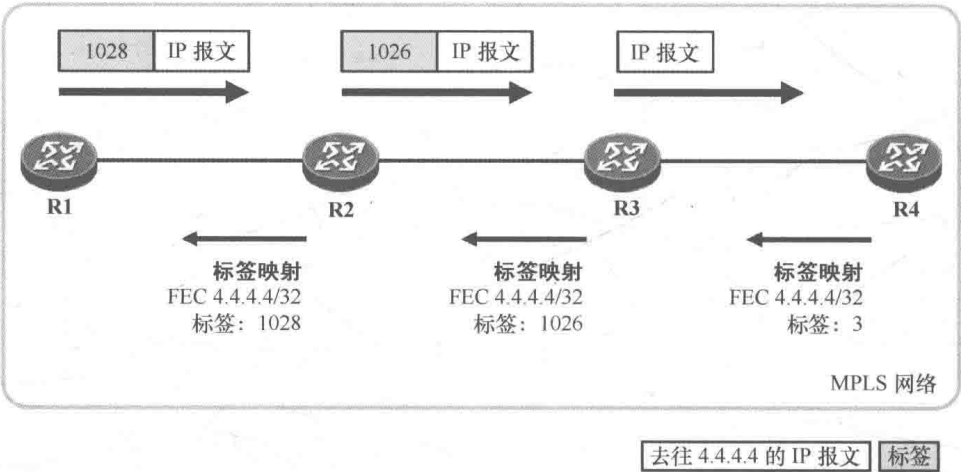 1028 IP 报文 1026 IP 报文 IP 报文
R1 R2 R3 R4
标签映射 标签映射 标签映射
FEC 4.4.4.4/32 FEC 4.4.4.4/32 FEC 4.4.4.4/32
标签：1028 标签：1026 标签：3
MPLS 网络
去往 4.4.4.4 的 IP 报文 标签